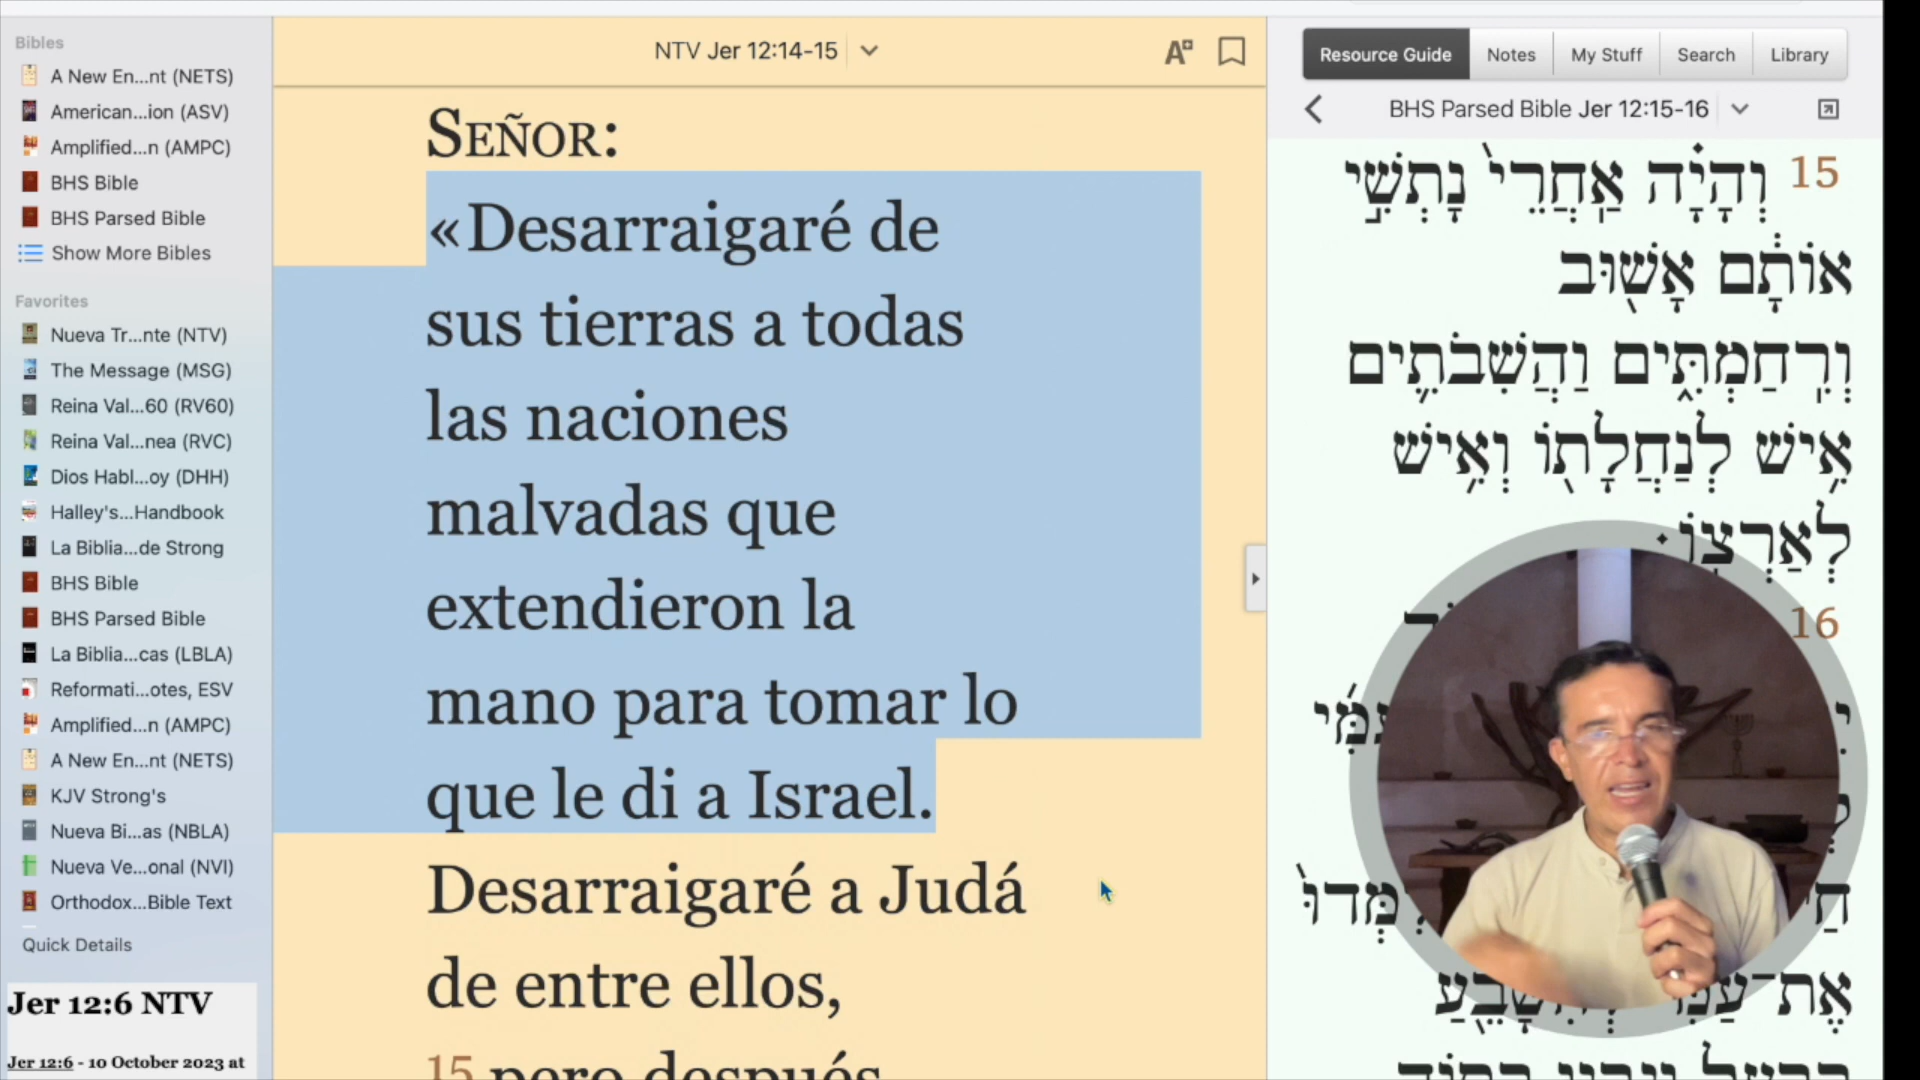 Bibles
A New En...nt (NETS)
American...ion (ASV)
Amplified...n (AMPC)
BHS Bible
BHS Parsed Bible
Show More Bibles
Favorites
Nueva Tr...nte (NTV)
The Message (MSG)
Reina Val...60 (RV60)
Reina Val...nea (RVC)
Dios Habl...oy (DHH)
Halley's...Handbook
La Biblia...de Strong
BHS Bible
BHS Parsed Bible
La Biblia...cas (LBLA)
Reformati...otes, ESV
Amplified...n (AMPC)
A New En...nt (NETS)
KJV Strong's
Nueva Bi...as (NBLA)
Nueva Ve...onal (NVI)
Orthodox...Bible Text
Quick Details
Jer 12:6 NTV
Jer 12:6 - 10 October 2023 at
NTV Jer 12:14-15
SEÑOR:
«Desarraigaré de
sus tierras a todas
las naciones
malvadas que
extendieron la
mano para tomar lo
que le di a Israel.
Desarraigaré a Judá
de entre ellos,
15 pero después
Resource Guide
Notes
My Stuff
Search
Library
BHS Parsed Bible Jer 12:15-16
15 וְהָיָ֗ה אַֽחֲרֵי֙ נָתְשִׁ֣י
אוֹתָ֔ם אָשׁ֖וּב
וְרִֽחַמְתִּ֑ים וַהֲשִׁבֹתִ֛ים
אִ֥ישׁ לְנַחֲלָת֖וֹ וְאִ֥ישׁ
לְאַרְצֽוֹ׃
16